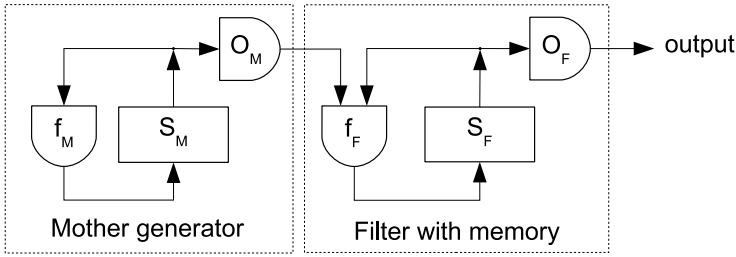 O_M
O_F
output
f_M
S_M
f_F
S_F
Mother generator
Filter with memory